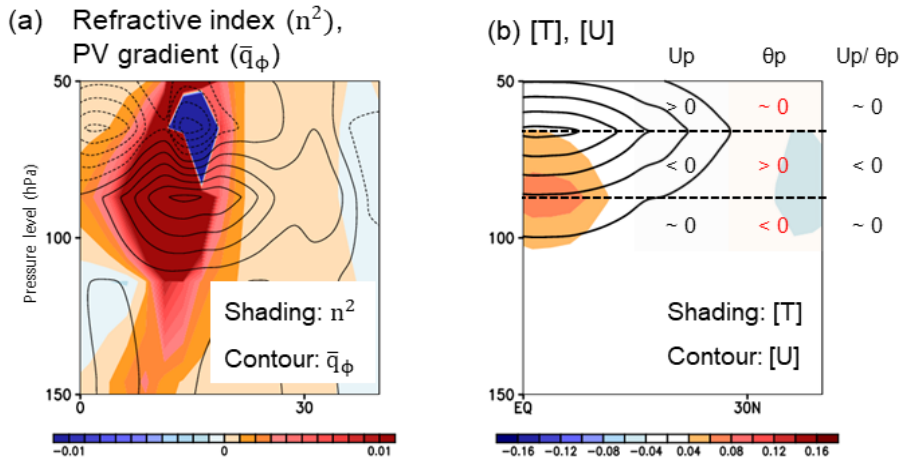 (a) Refractive index (n²),
PV gradient (q̄ϕ)
50
100
150
Pressure level (hPa)
Shading: n²
Contour: q̄ϕ
0 30
−0.01 0 0.01
(b) [T], [U]
Up θp Up/ θp
50
100
150
> 0 ~ 0 ~ 0
< 0 > 0 < 0
~ 0 < 0 ~ 0
Shading: [T]
Contour: [U]
EQ 30N
−0.16 −0.12 −0.08 −0.04 0.04 0.08 0.12 0.16